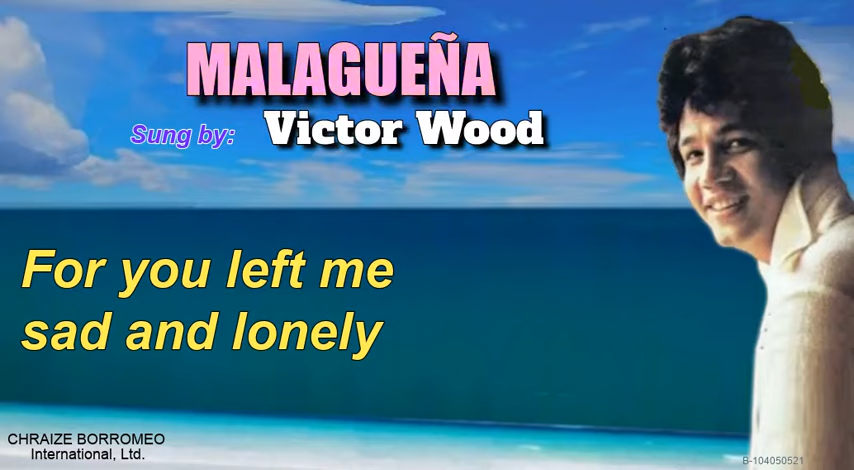 MALAGUEÑA
Sung by: Victor Wood
For you left me
sad and lonely
CHRAIZE BORROMEO
International, Ltd.
B-104050521